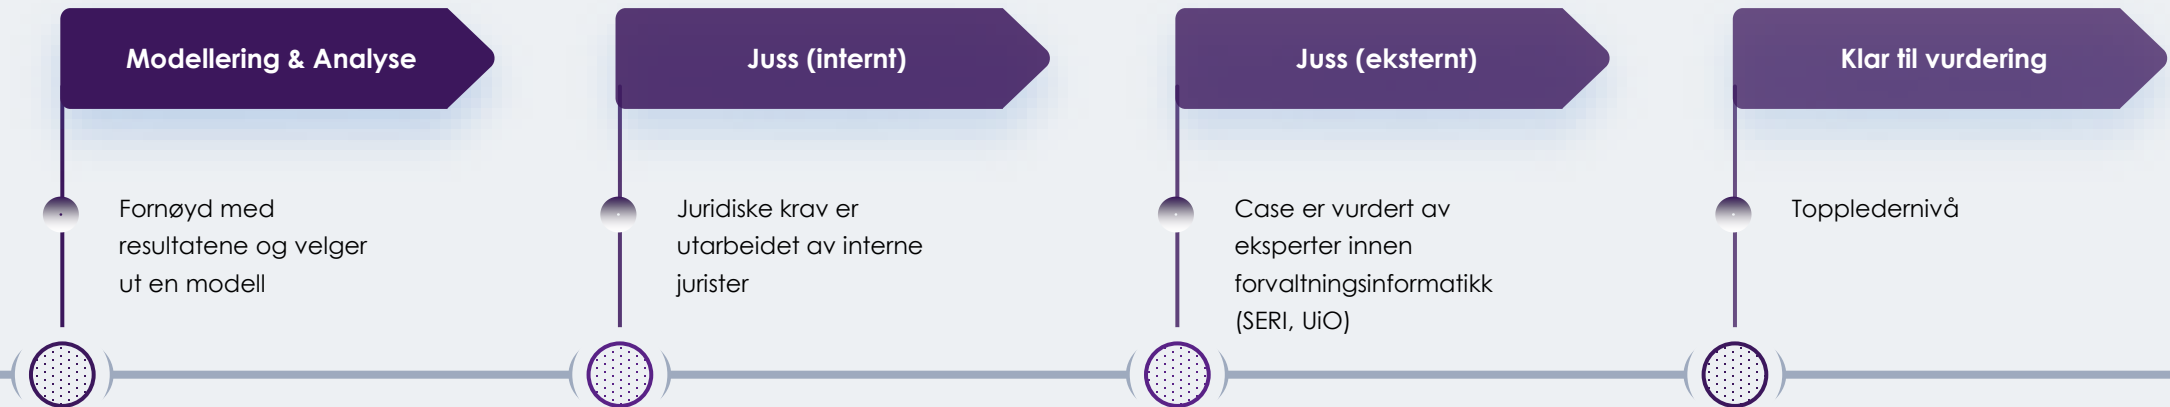 Modellering & Analyse
Juss (internt)
Juss (eksternt)
Klar til vurdering
Fornøyd med
resultatene og velger
ut en modell
Juridiske krav er
utarbeidet av interne
jurister
Case er vurdert av
eksperter innen
forvaltningsinformatikk
(SERI, UiO)
Toppledernivå